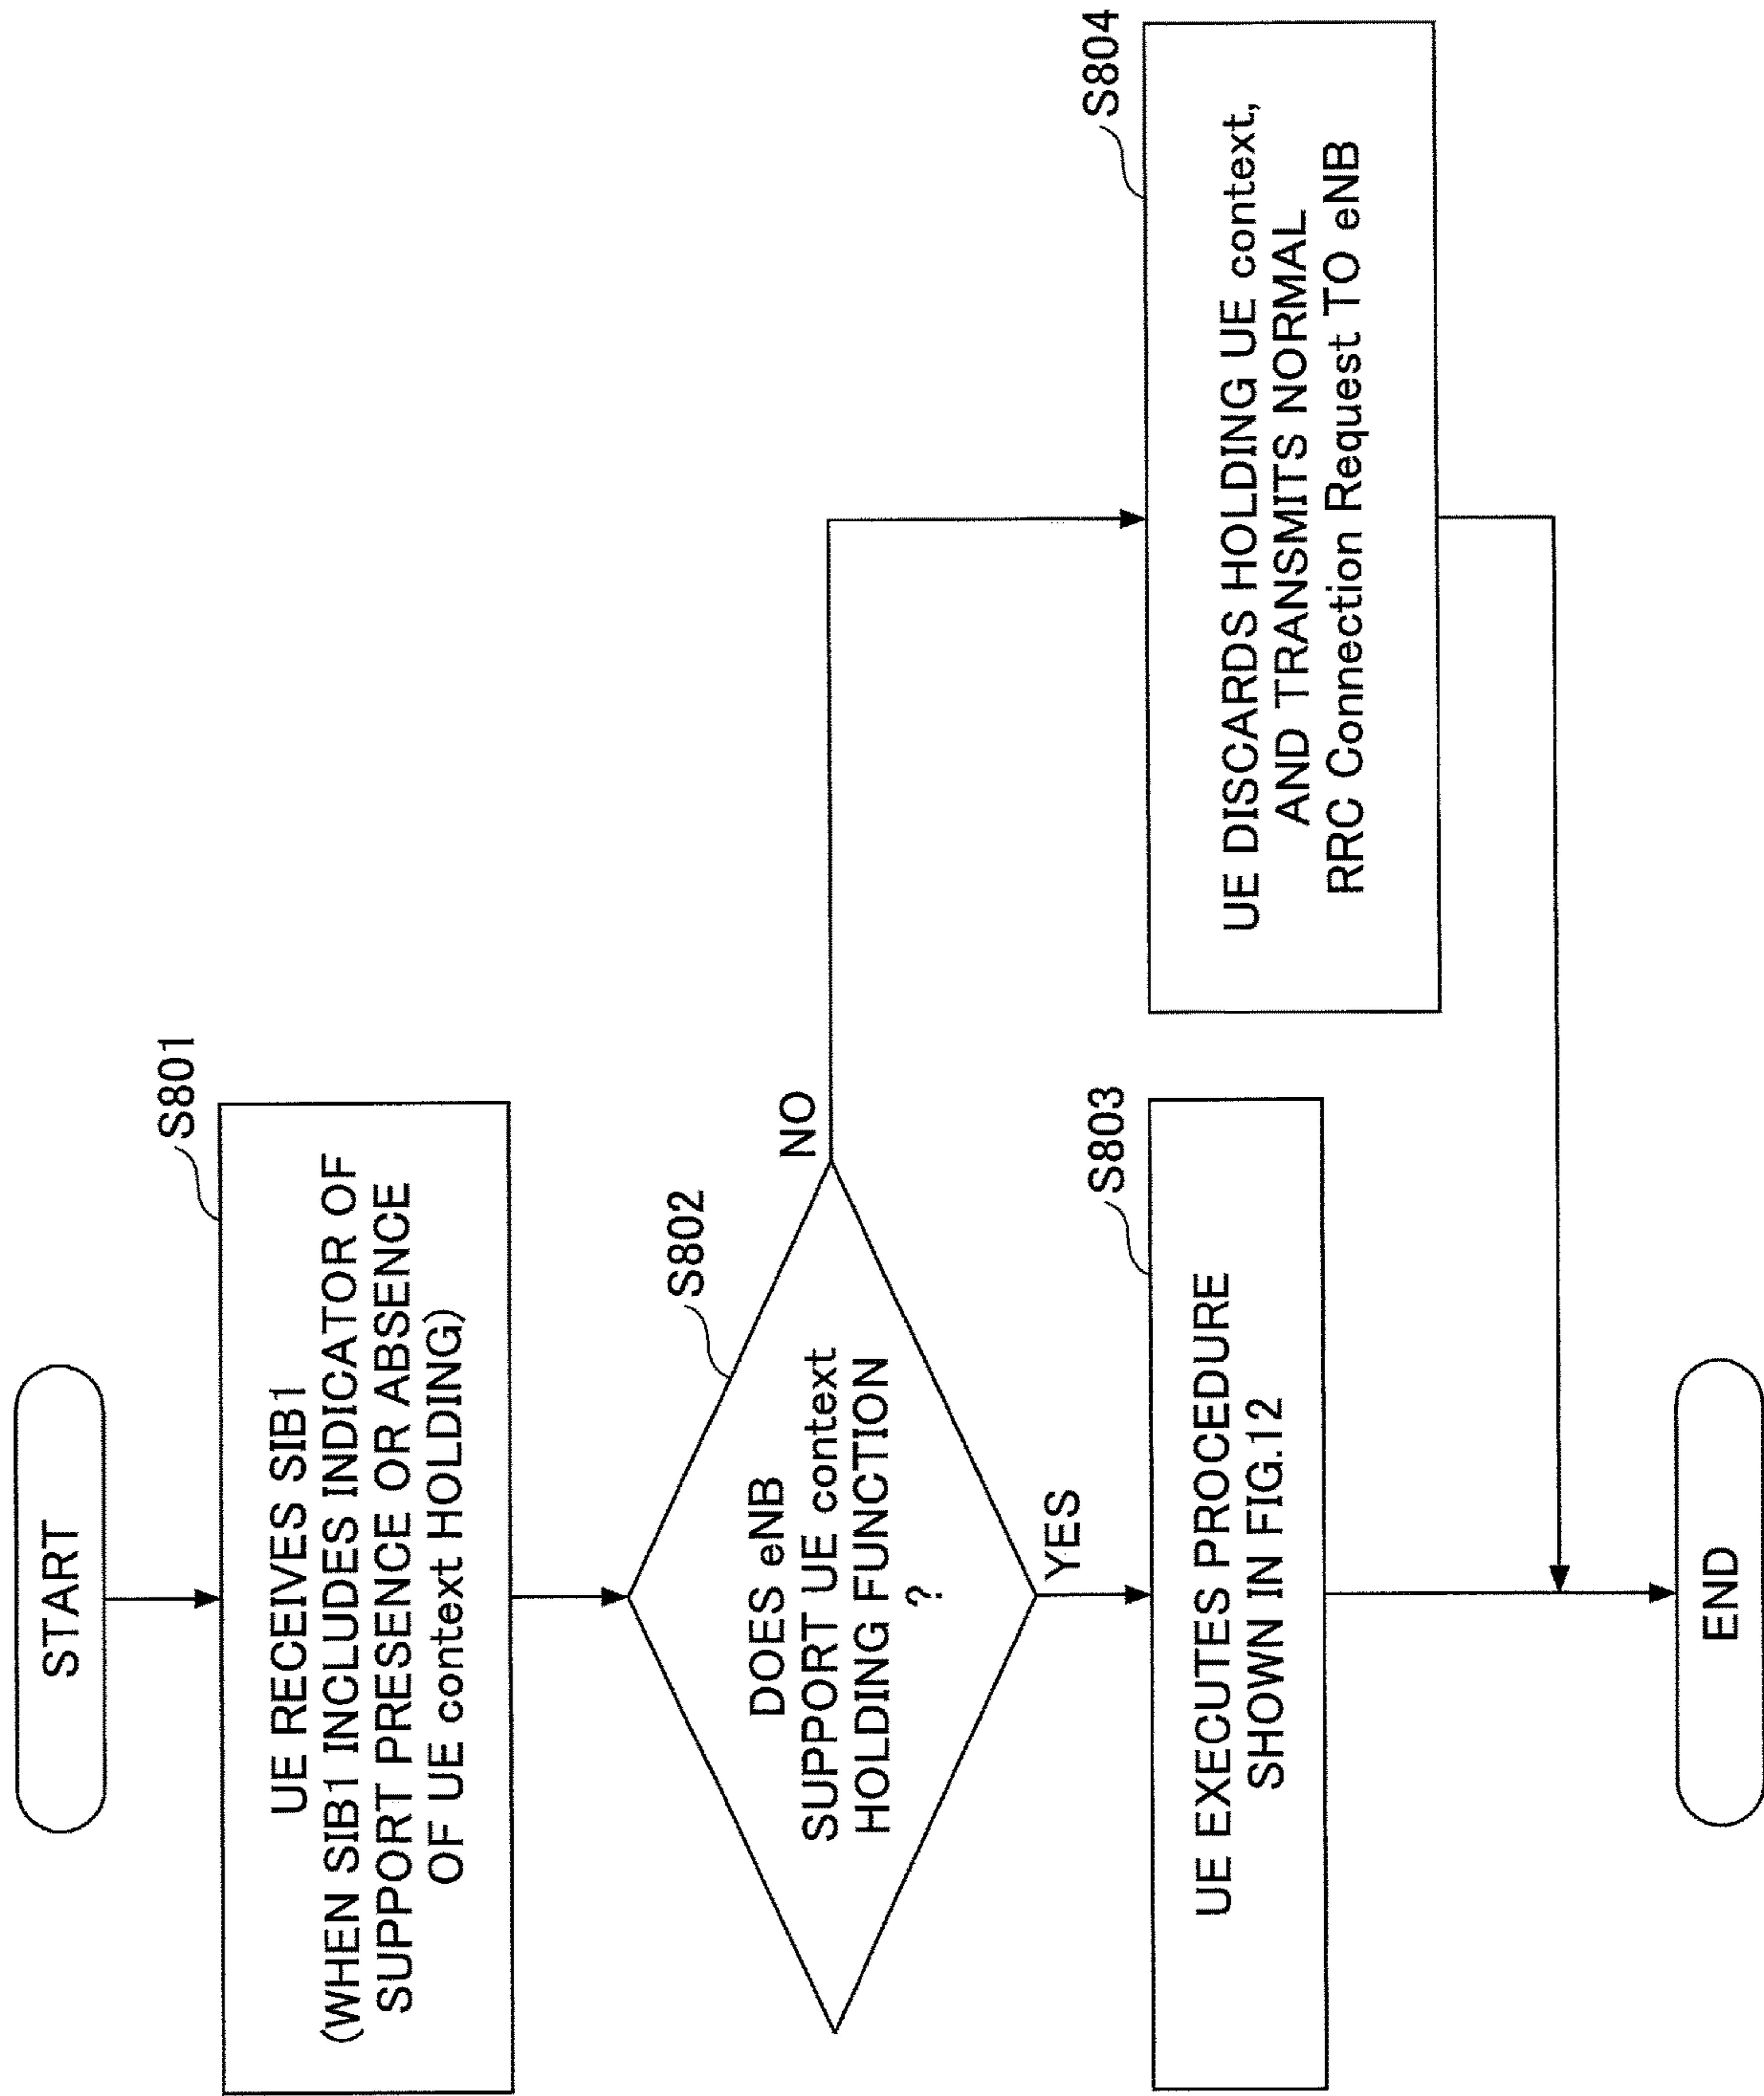 START
S801
UE RECEIVES SIB1
(WHEN SIB1 INCLUDES INDICATOR OF
SUPPORT PRESENCE OR ABSENCE
OF UE context HOLDING)
S802
DOES eNB
SUPPORT UE context
HOLDING FUNCTION
?
NO
YES
S803
UE EXECUTES PROCEDURE
SHOWN IN FIG.12
S804
UE DISCARDS HOLDING UE context,
AND TRANSMITS NORMAL
RRC Connection Request TO eNB
END